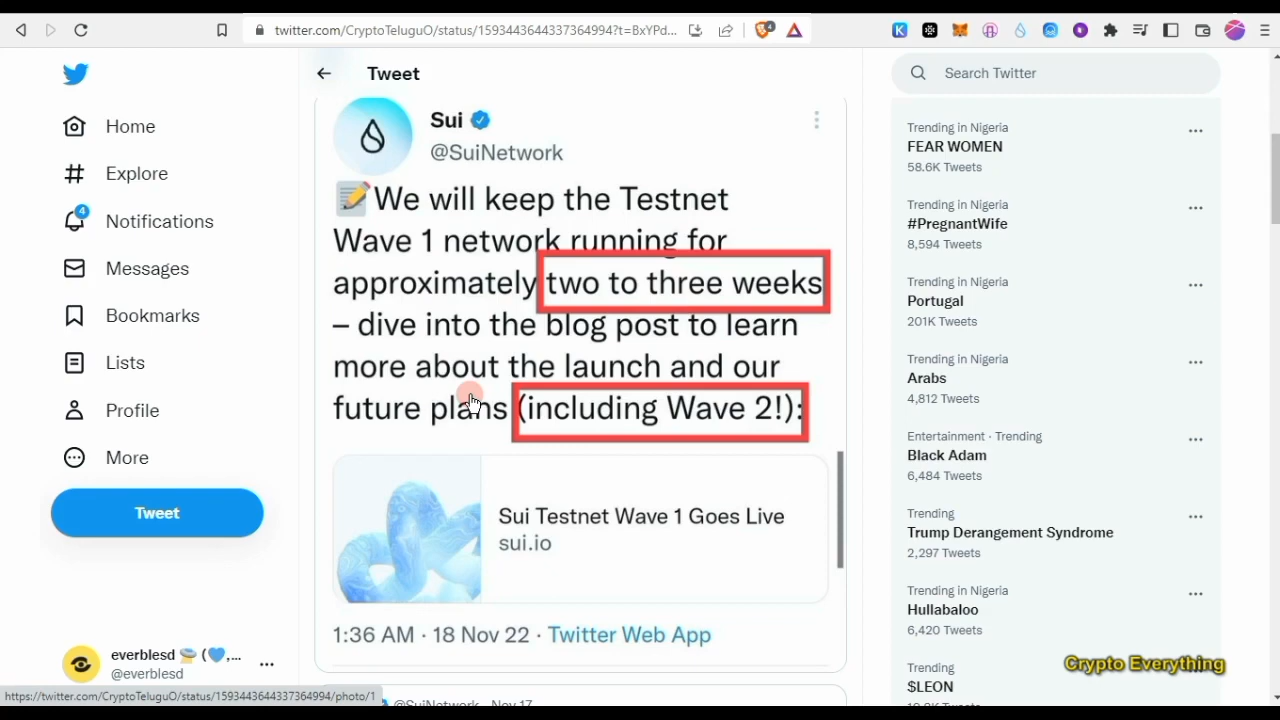 twitter.com/CryptoTeluguO/status/1593443644337364994?t=BxYPd...
Home
Explore
4
Notifications
Messages
Bookmarks
Lists
Profile
More
Tweet
everblesd
@everblesd
https://twitter.com/CryptoTeluguO/status/1593443644337364994/photo/1
Tweet
Sui
@SuiNetwork
📝We will keep the Testnet
Wave 1 network running for
approximately two to three weeks
– dive into the blog post to learn
more about the launch and our
future plans (including Wave 2!):
Sui Testnet Wave 1 Goes Live
sui.io
1:36 AM · 18 Nov 22 · Twitter Web App
@SuiNetwork · Nov 17
Search Twitter
Trending in Nigeria
FEAR WOMEN
58.6K Tweets
Trending in Nigeria
#PregnantWife
8,594 Tweets
Trending in Nigeria
Portugal
201K Tweets
Trending in Nigeria
Arabs
4,812 Tweets
Entertainment · Trending
Black Adam
6,484 Tweets
Trending
Trump Derangement Syndrome
2,297 Tweets
Trending in Nigeria
Hullabaloo
6,420 Tweets
Trending
$LEON
Crypto Everything